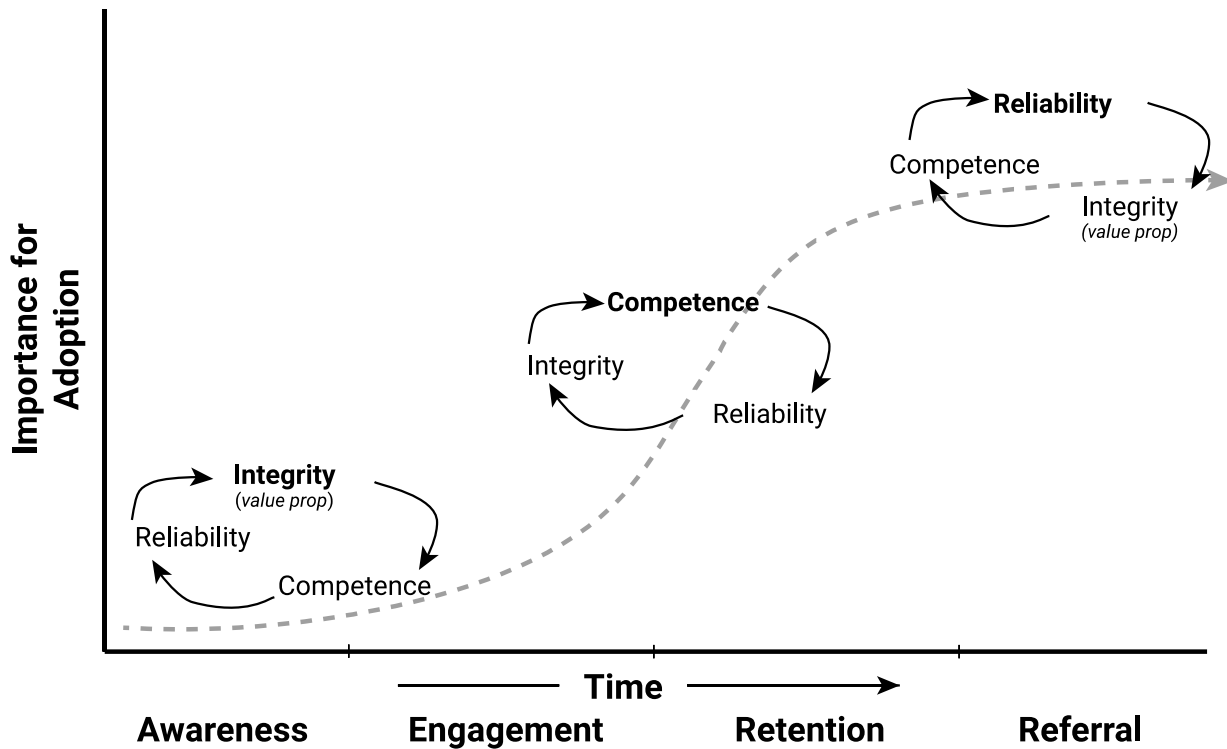 Importance for
Adoption
Reliability
Competence
Integrity
(value prop)
Competence
Integrity
Reliability
Integrity
(value prop)
Reliability
Competence
Time
Awareness
Engagement
Retention
Referral